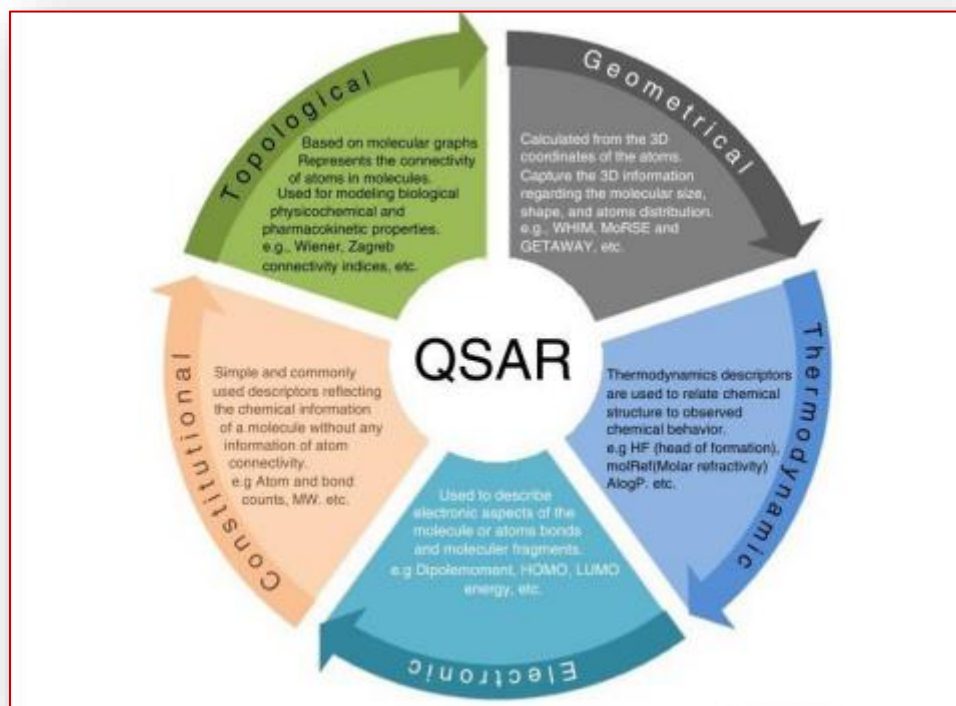 Topological
Based on molecular graphs
Represents the connectivity
of atoms in molecules.
Used for modeling biological
physicochemical and
pharmacokinetic properties.
e.g., Wiener, Zagreb
connectivity indices, etc.
Geometrical
Calculated from the 3D
coordinates of the atoms.
Capture the 3D information
regarding the molecular size,
shape, and atoms distribution.
e.g., WHIM, MoRSE and
GETAWAY, etc.
QSAR
Thermodynamic
Thermodynamics descriptors
are used to relate chemical
structure to observed
chemical behavior.
e.g HF (head of formation),
molRef(Molar refractivity)
AlogP. etc.
Electronic
Used to describe
electronic aspects of the
molecule or atoms bonds
and moleculer fragments.
e.g Dipolemoment, HOMO, LUMO
energy, etc.
Constitutional
Simple and commonly
used descriptors reflecting
the chemical information
of a molecule without any
information of atom
connectivity.
e.g Atom and bond
counts, MW. etc.